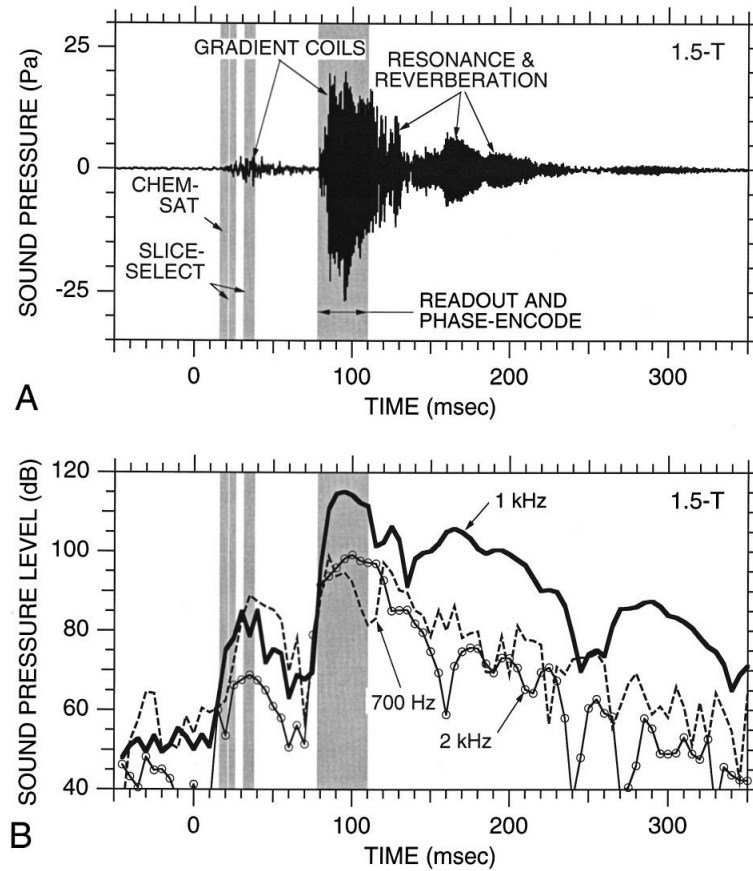 25
0
-25
SOUND PRESSURE (Pa)
GRADIENT COILS
RESONANCE &
REVERBERATION
1.5-T
CHEM-
SAT
SLICE-
SELECT
READOUT AND
PHASE-ENCODE
0 100 200 300
TIME (msec)
A
120
100
80
60
40
SOUND PRESSURE LEVEL (dB)
1.5-T
1 kHz
700 Hz
2 kHz
0 100 200 300
TIME (msec)
B